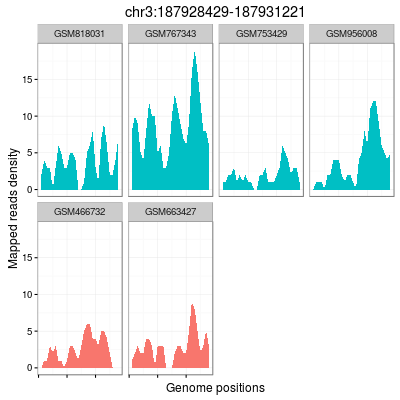 chr3:187928429-187931221
GSM818031 GSM767343 GSM753429 GSM956008
15
10
5
0
GSM466732 GSM663427
15
10
5
0
Mapped reads density
Genome positions